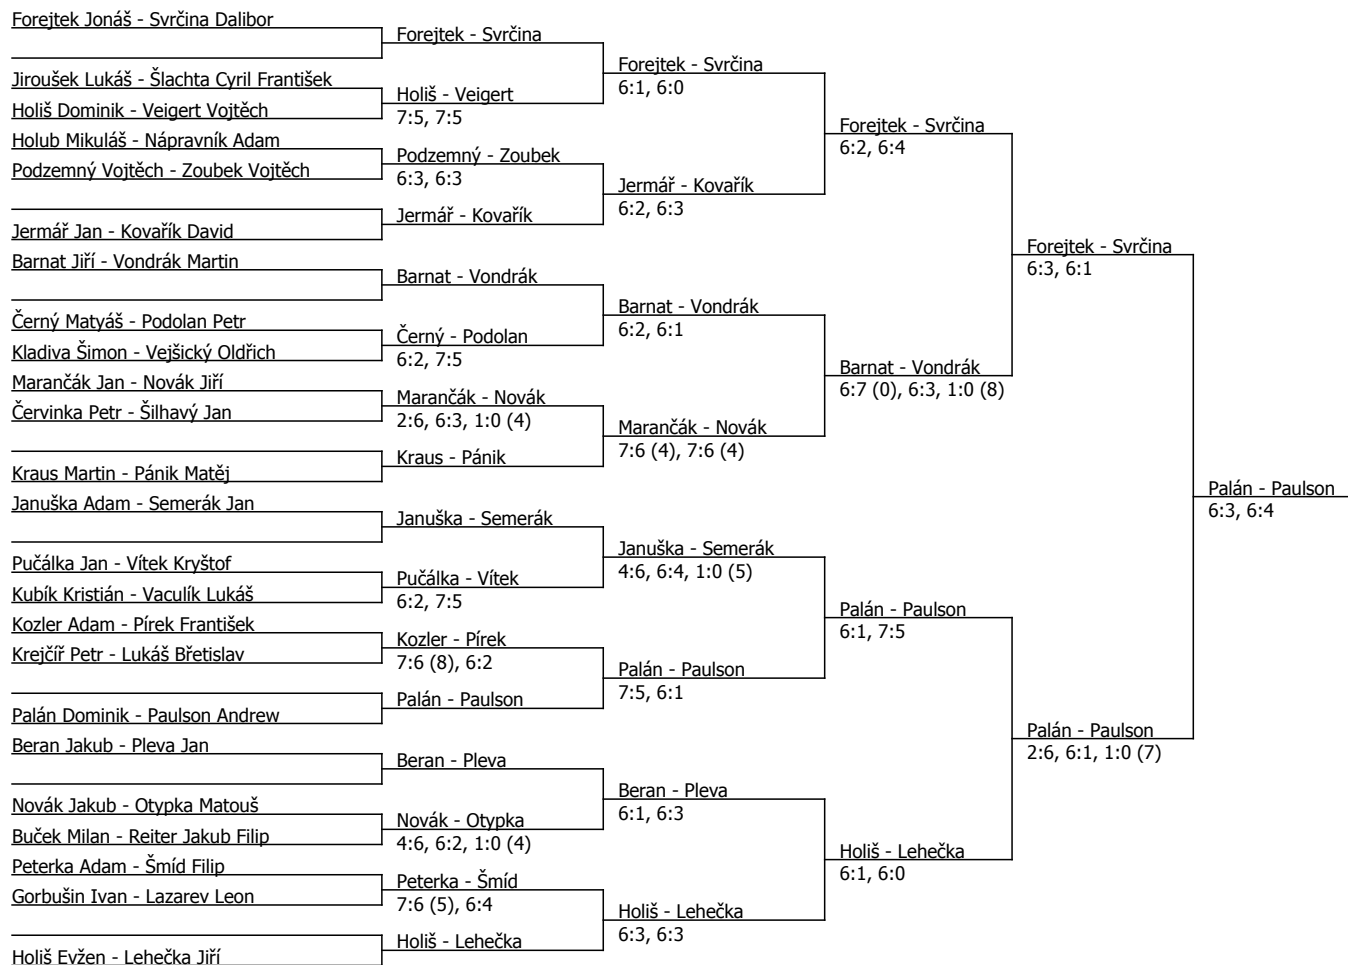 Forejtek Jonáš - Svrčina Dalibor
Jiroušek Lukáš - Šlachta Cyril František
Holiš Dominik - Veigert Vojtěch
Holub Mikuláš - Nápravník Adam
Podzemný Vojtěch - Zoubek Vojtěch
Jermář Jan - Kovařík David
Barnat Jiří - Vondrák Martin
Černý Matyáš - Podolan Petr
Kladiva Šimon - Vejšický Oldřich
Marančák Jan - Novák Jiří
Červinka Petr - Šilhavý Jan
Kraus Martin - Pánik Matěj
Januška Adam - Semerák Jan
Pučálka Jan - Vítek Kryštof
Kubík Kristián - Vaculík Lukáš
Kozler Adam - Pírek František
Krejčíř Petr - Lukáš Břetislav
Palán Dominik - Paulson Andrew
Beran Jakub - Pleva Jan
Novák Jakub - Otypka Matouš
Buček Milan - Reiter Jakub Filip
Peterka Adam - Šmíd Filip
Gorbušin Ivan - Lazarev Leon
Holiš Evžen - Lehečka Jiří
Forejtek - Svrčina
Holiš - Veigert
7:5, 7:5
Podzemný - Zoubek
6:3, 6:3
Jermář - Kovařík
Barnat - Vondrák
Černý - Podolan
6:2, 7:5
Marančák - Novák
2:6, 6:3, 1:0 (4)
Kraus - Pánik
Januška - Semerák
Pučálka - Vítek
6:2, 7:5
Kozler - Pírek
7:6 (8), 6:2
Palán - Paulson
Beran - Pleva
Novák - Otypka
4:6, 6:2, 1:0 (4)
Peterka - Šmíd
7:6 (5), 6:4
Holiš - Lehečka
Forejtek - Svrčina
6:1, 6:0
Jermář - Kovařík
6:2, 6:3
Barnat - Vondrák
6:2, 6:1
Marančák - Novák
7:6 (4), 7:6 (4)
Januška - Semerák
4:6, 6:4, 1:0 (5)
Palán - Paulson
7:5, 6:1
Beran - Pleva
6:1, 6:3
Holiš - Lehečka
6:3, 6:3
Forejtek - Svrčina
6:2, 6:4
Barnat - Vondrák
6:7 (0), 6:3, 1:0 (8)
Palán - Paulson
6:1, 7:5
Holiš - Lehečka
6:1, 6:0
Forejtek - Svrčina
6:3, 6:1
Palán - Paulson
2:6, 6:1, 1:0 (7)
Palán - Paulson
6:3, 6:4